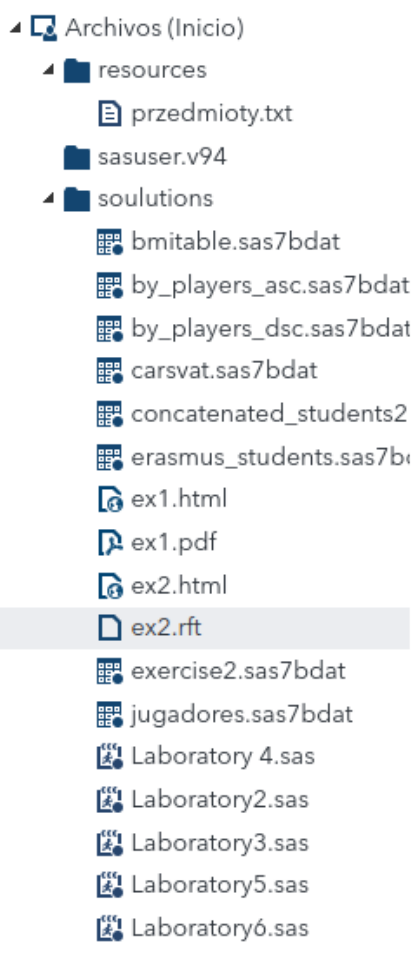 Archivos (Inicio)
resources
przedmioty.txt
sasuser.v94
soulutions
bmitable.sas7bdat
by_players_asc.sas7bdat
by_players_dsc.sas7bdat
carsvat.sas7bdat
concatenated_students2
erasmus_students.sas7b
ex1.html
ex1.pdf
ex2.html
ex2.rft
exercise2.sas7bdat
jugadores.sas7bdat
Laboratory 4.sas
Laboratory2.sas
Laboratory3.sas
Laboratory5.sas
Laboratory6.sas